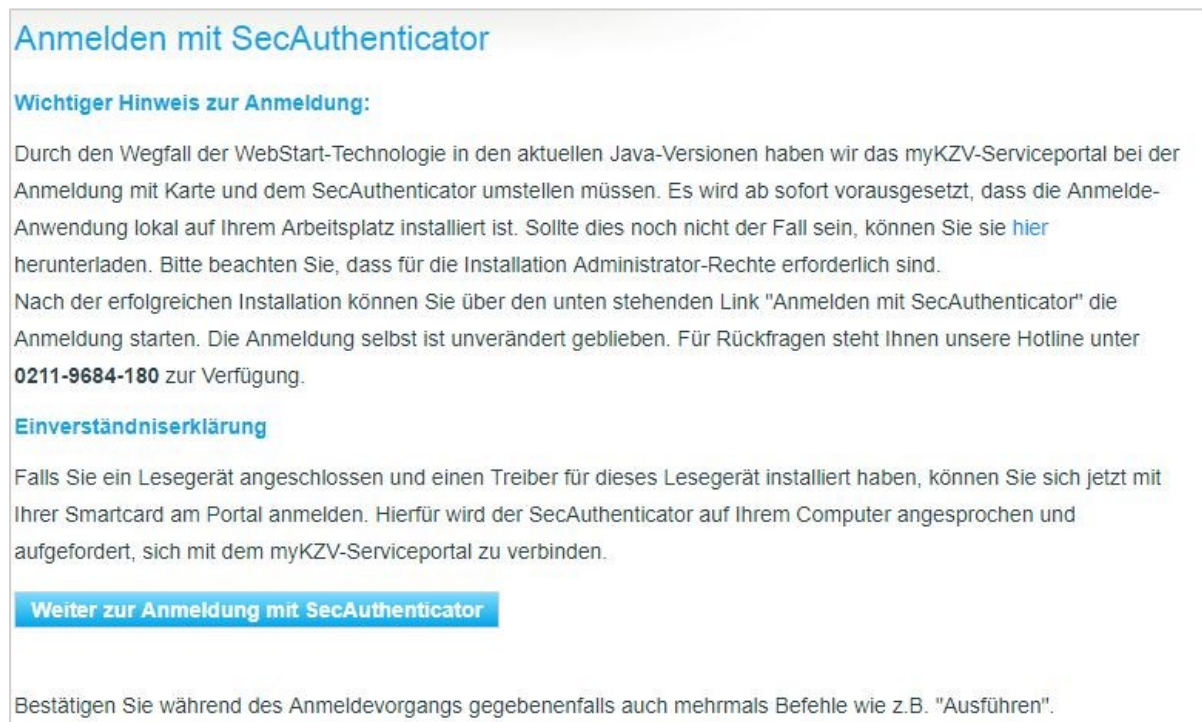 Anmelden mit SecAuthenticator
Wichtiger Hinweis zur Anmeldung:
Durch den Wegfall der WebStart-Technologie in den aktuellen Java-Versionen haben wir das myKZV-Serviceportal bei der
Anmeldung mit Karte und dem SecAuthenticator umstellen müssen. Es wird ab sofort vorausgesetzt, dass die Anmelde-
Anwendung lokal auf Ihrem Arbeitsplatz installiert ist. Sollte dies noch nicht der Fall sein, können Sie sie hier
herunterladen. Bitte beachten Sie, dass für die Installation Administrator-Rechte erforderlich sind.
Nach der erfolgreichen Installation können Sie über den unten stehenden Link "Anmelden mit SecAuthenticator" die
Anmeldung starten. Die Anmeldung selbst ist unverändert geblieben. Für Rückfragen steht Ihnen unsere Hotline unter
0211-9684-180 zur Verfügung.
Einverständniserklärung
Falls Sie ein Lesegerät angeschlossen und einen Treiber für dieses Lesegerät installiert haben, können Sie sich jetzt mit
Ihrer Smartcard am Portal anmelden. Hierfür wird der SecAuthenticator auf Ihrem Computer angesprochen und
aufgefordert, sich mit dem myKZV-Serviceportal zu verbinden.
Weiter zur Anmeldung mit SecAuthenticator
Bestätigen Sie während des Anmeldevorgangs gegebenenfalls auch mehrmals Befehle wie z.B. "Ausführen".